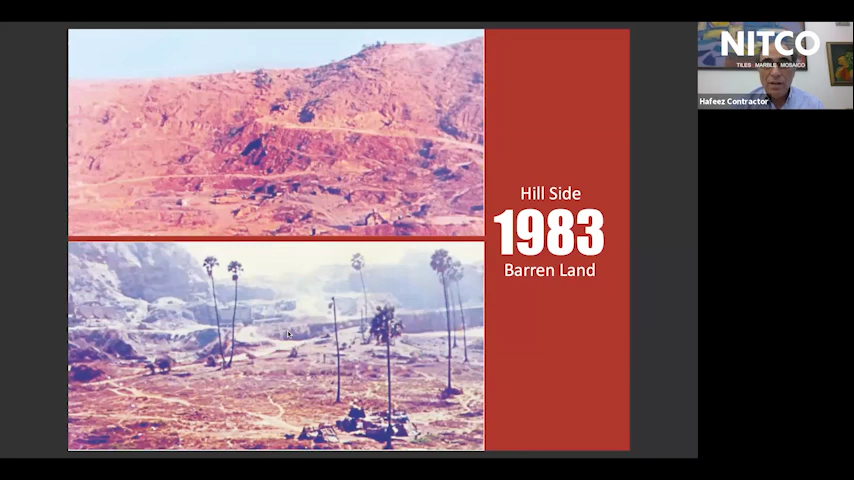 Hill Side
1983
Barren Land
NITCO
TILES MARBLE MOSAICO
Hafeez Contractor